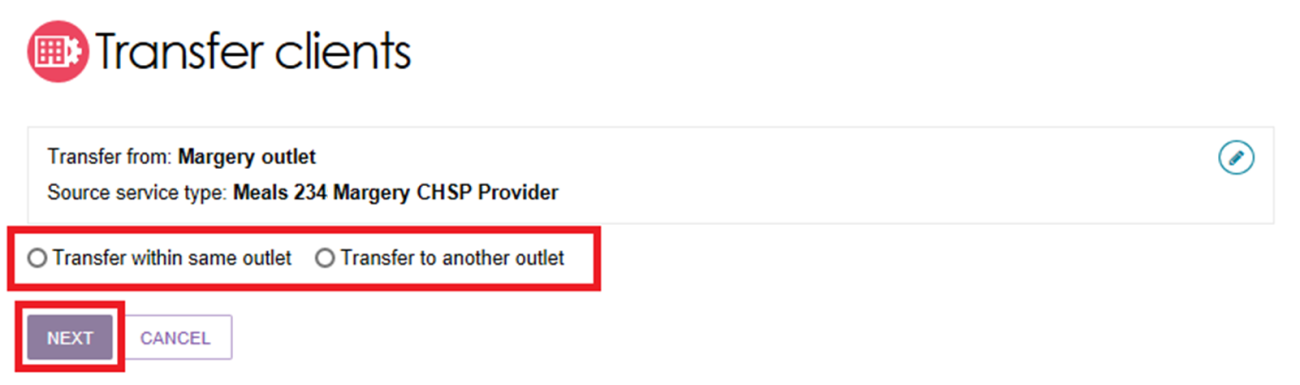 Transfer clients
Transfer from: Margery outlet
Source service type: Meals 234 Margery CHSP Provider
Transfer within same outlet Transfer to another outlet
NEXT CANCEL